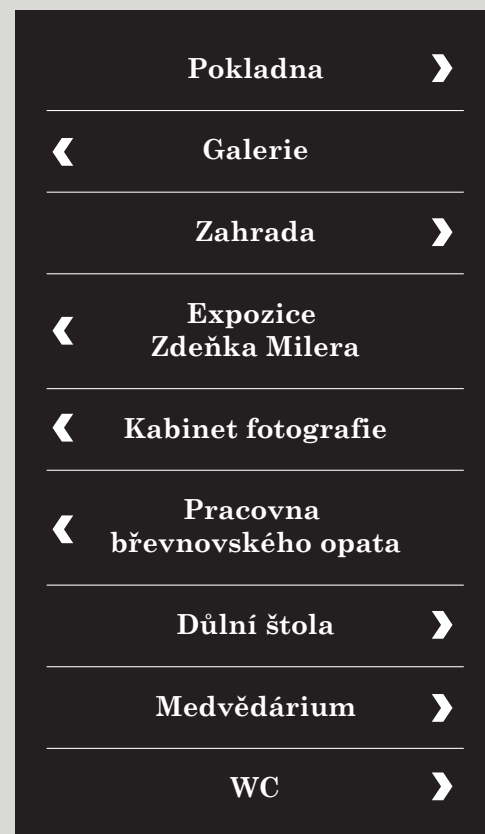 Pokladna
Galerie
Zahrada
Expozice
Zdeňka Milera
Kabinet fotografie
Pracovna
břevnovského opata
Důlní štola
Medvědárium
WC